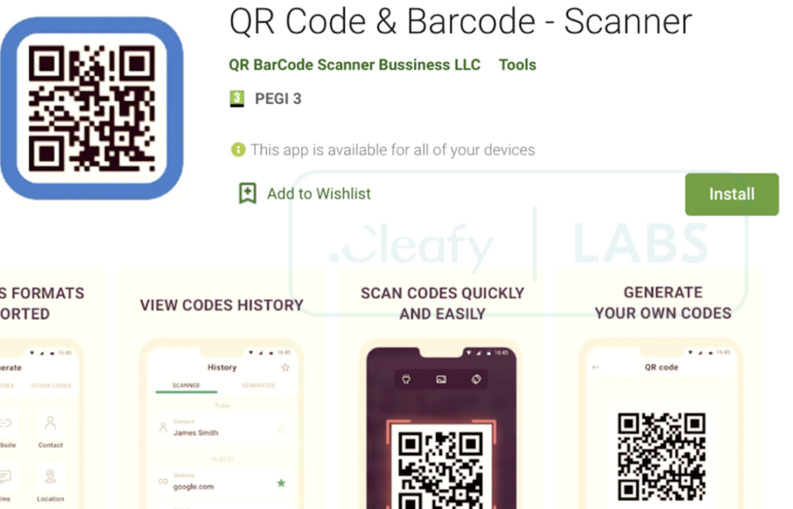 QR Code & Barcode - Scanner
QR BarCode Scanner Bussiness LLC Tools
3 PEGI 3
This app is available for all of your devices
Add to Wishlist
Install
.Cleafy | LABS
S FORMATS
ORTED
VIEW CODES HISTORY
SCAN CODES QUICKLY
AND EASILY
GENERATE
YOUR OWN CODES
16:45
erate
OTHER CODES
bsite
Contact
Location
16:45
History
SCANNED
GENERATED
Today
Contact
James Smith
16.01.21
Website
google.com
16:45
16:45
QR code